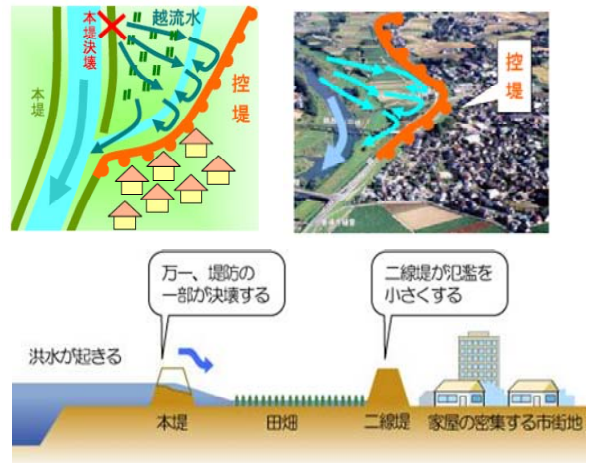 越流水
本堤決壊
控堤
本堤
控堤
万一、堤防の
一部が決壊する
二線堤が氾濫を
小さくする
洪水が起きる
本堤
田畑
二線堤
家屋の密集する市街地